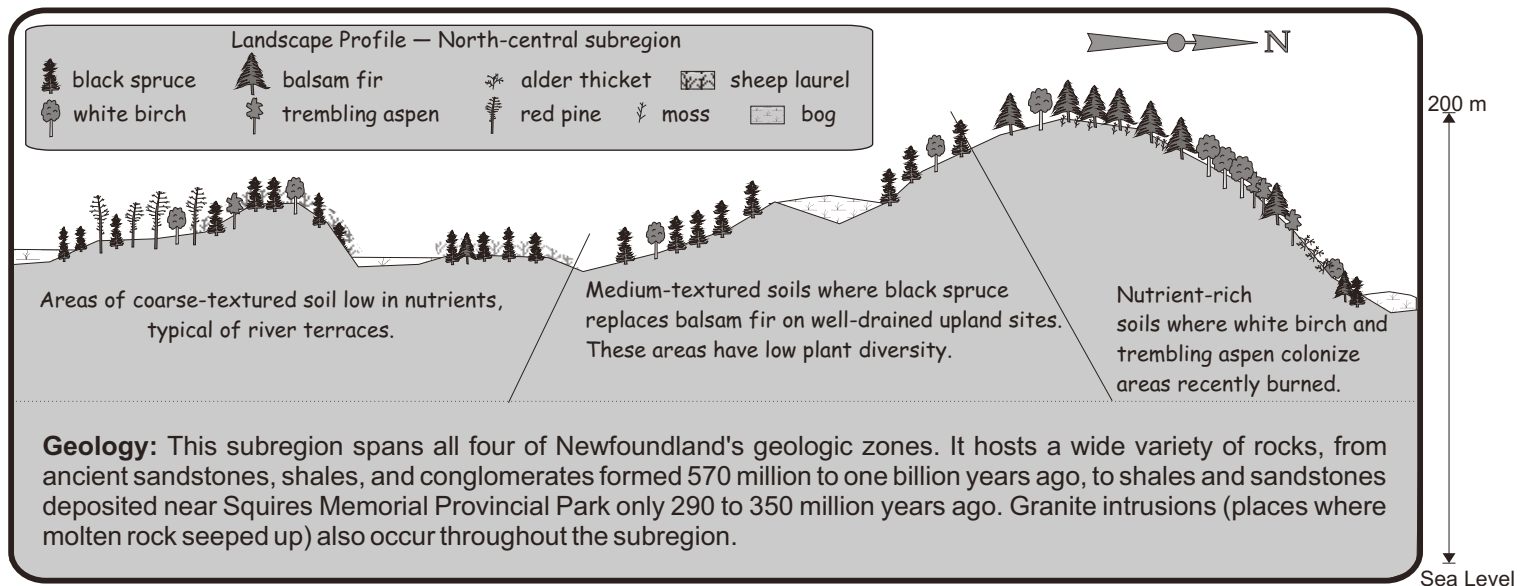 Landscape Profile — North-central subregion
black spruce
balsam fir
alder thicket
sheep laurel
white birch
trembling aspen
red pine
moss
bog
N
200 m
Areas of coarse-textured soil low in nutrients,
typical of river terraces.
Medium-textured soils where black spruce
replaces balsam fir on well-drained upland sites.
These areas have low plant diversity.
Nutrient-rich
soils where white birch and
trembling aspen colonize
areas recently burned.
Geology: This subregion spans all four of Newfoundland's geologic zones. It hosts a wide variety of rocks, from
ancient sandstones, shales, and conglomerates formed 570 million to one billion years ago, to shales and sandstones
deposited near Squires Memorial Provincial Park only 290 to 350 million years ago. Granite intrusions (places where
molten rock seeped up) also occur throughout the subregion.
Sea Level